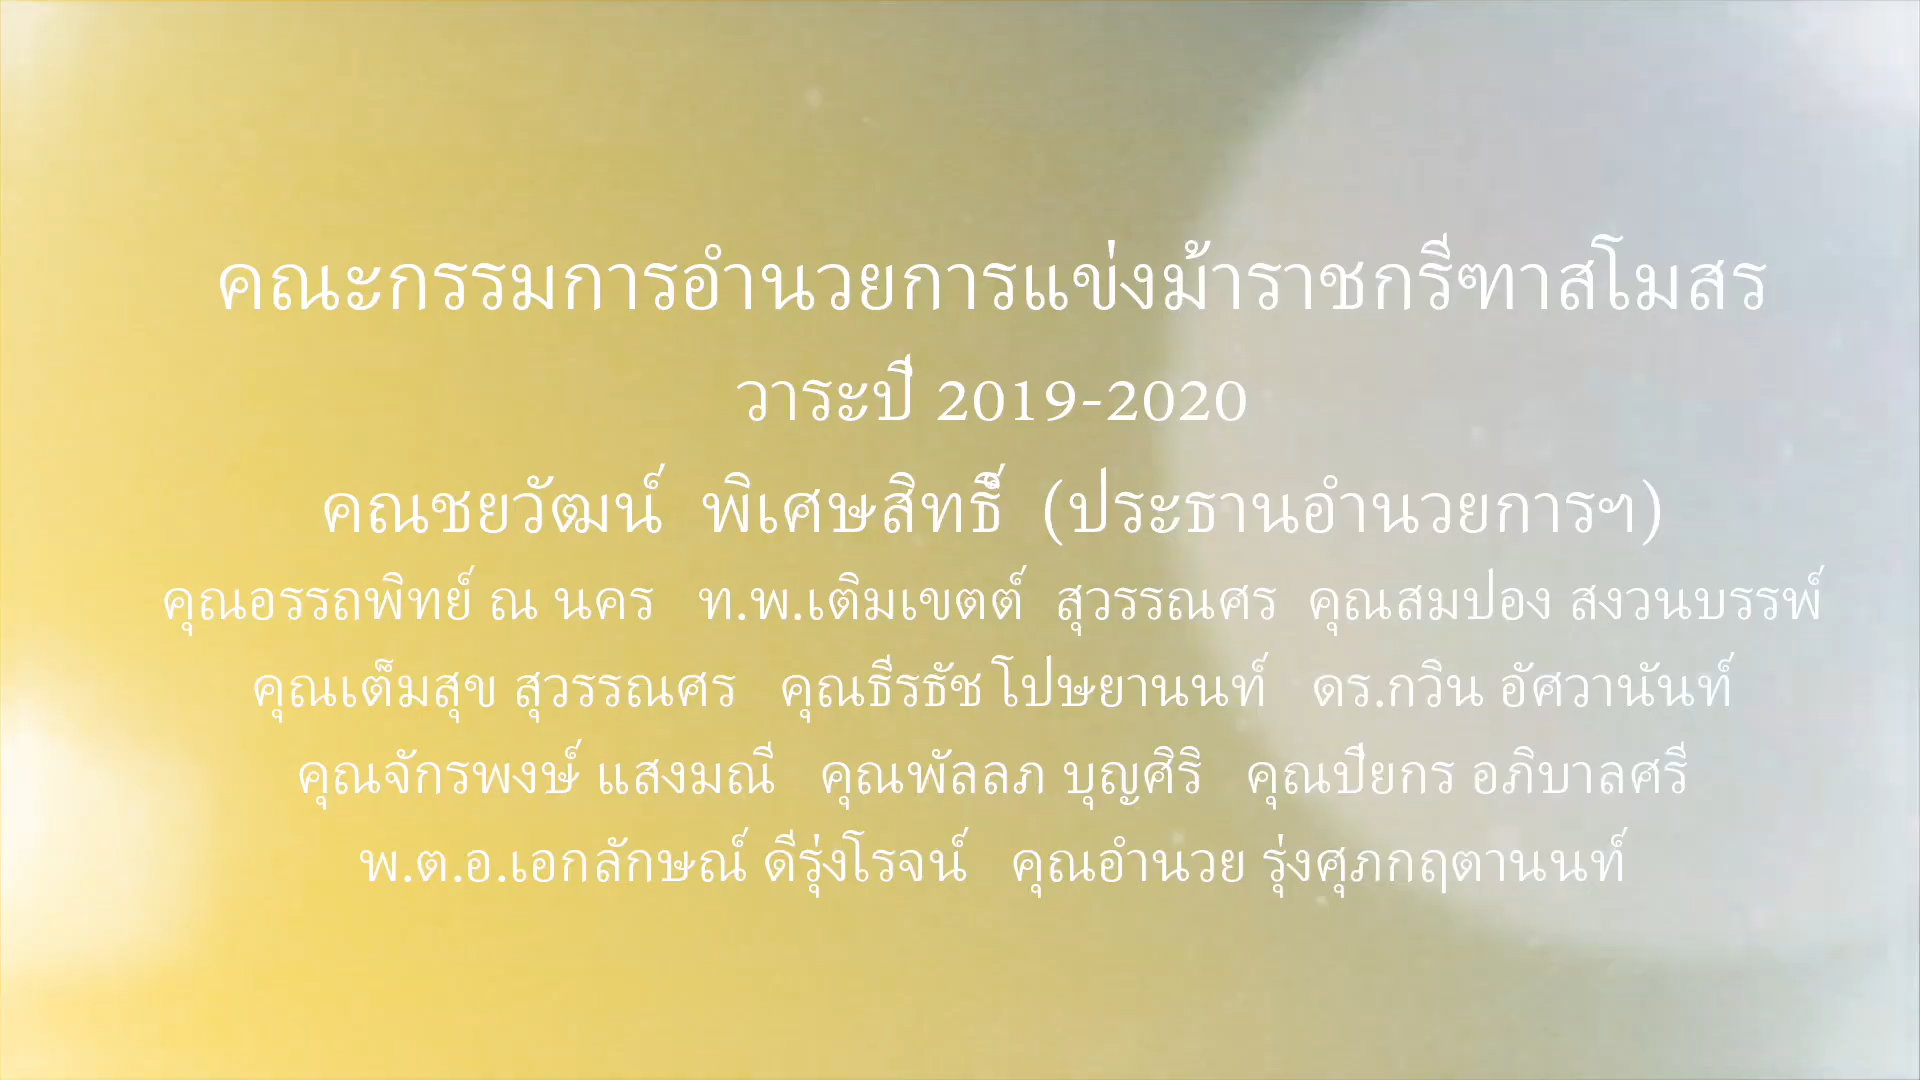 คณะกรรมการอำนวยการแข่งม้าราชกรีฑาสโมสร
วาระปี 2019-2020
คณชยวัฒน์ พิเศษสิทธิ์ (ประธานอำนวยการฯ)
คุณอรรถพิทย์ ณ นคร ท.พ.เติมเขตต์ สุวรรณศร คุณสมปอง สงวนบรรพ์
คุณเต็มสุข สุวรรณศร คุณธีรธัช โปษยานนท์ ดร.กวิน อัศวานันท์
คุณจักรพงษ์ แสงมณี คุณพัลลภ บุญศิริ คุณปิยกร อภิบาลศรี
พ.ต.อ.เอกลักษณ์ ดีรุ่งโรจน์ คุณอำนวย รุ่งศุภกฤตานนท์